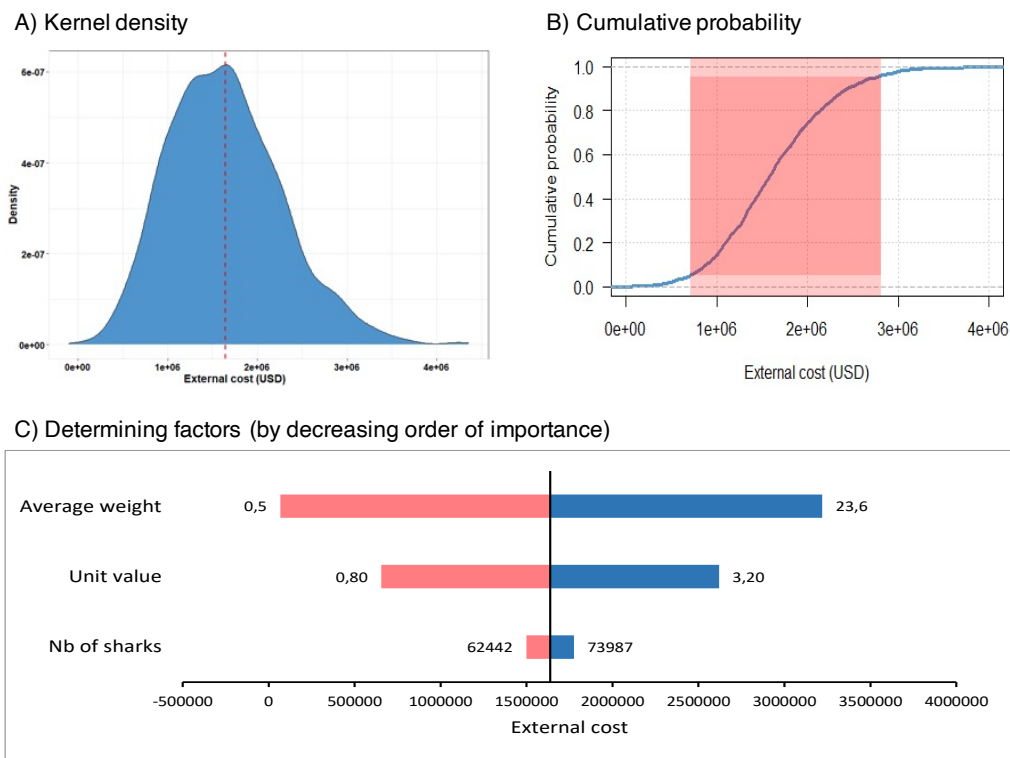 A) Kernel density
6e-07
4e-07
2e-07
0e+00
Density
0e+00 1e+06 2e+06 3e+06 4e+06
External cost (USD)
B) Cumulative probability
1.0
0.8
0.6
0.4
0.2
0.0
Cumulative probability
0e+00 1e+06 2e+06 3e+06 4e+06
External cost (USD)
C) Determining factors (by decreasing order of importance)
Average weight 0,5 23,6
Unit value 0,80 3,20
Nb of sharks 62442 73987
-500000 0 500000 1000000 1500000 2000000 2500000 3000000 3500000 4000000
External cost